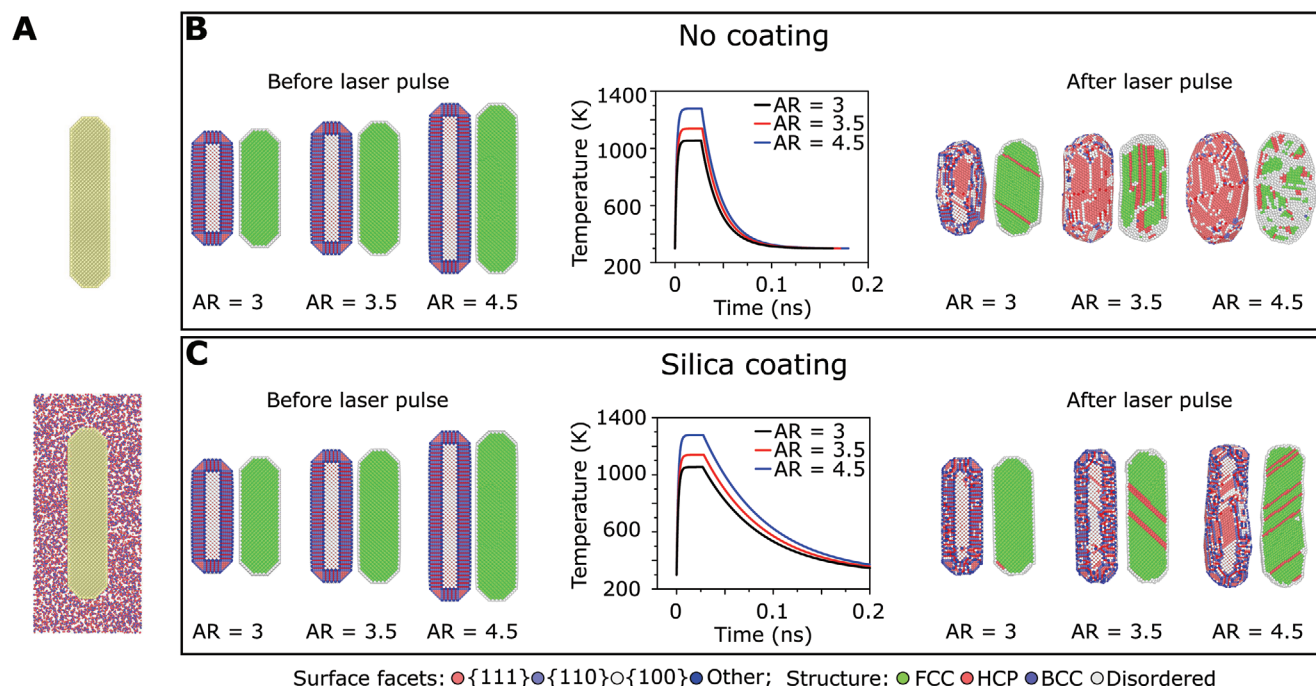 A
B
No coating
Before laser pulse
After laser pulse
AR = 3 AR = 3.5 AR = 4.5
Temperature (K)
1400
1000
600
200
AR = 3
AR = 3.5
AR = 4.5
0 0.1 0.2
Time (ns)
AR = 3 AR = 3.5 AR = 4.5
C
Silica coating
Before laser pulse
After laser pulse
AR = 3 AR = 3.5 AR = 4.5
Temperature (K)
1400
1000
600
200
AR = 3
AR = 3.5
AR = 4.5
0 0.1 0.2
Time (ns)
AR = 3 AR = 3.5 AR = 4.5
Surface facets: {111} {110} {100} Other; Structure: FCC HCP BCC Disordered